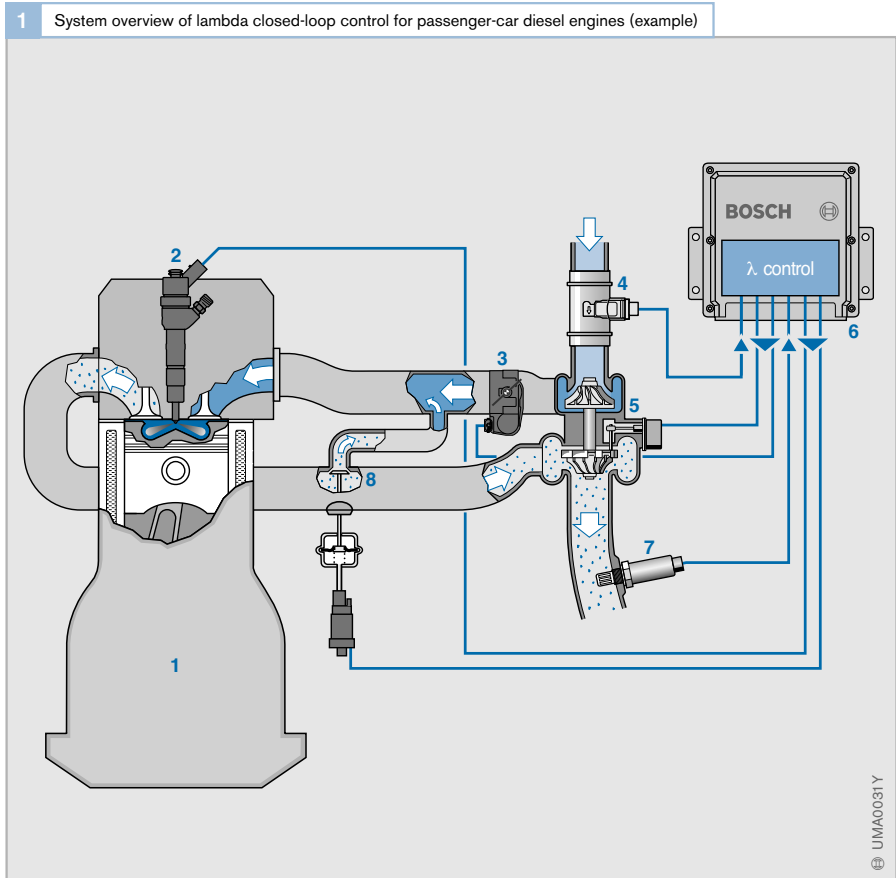 1 System overview of lambda closed-loop control for passenger-car diesel engines (example)
BOSCH
λ control
2
4
6
3
5
8
7
1
UMA0031Y